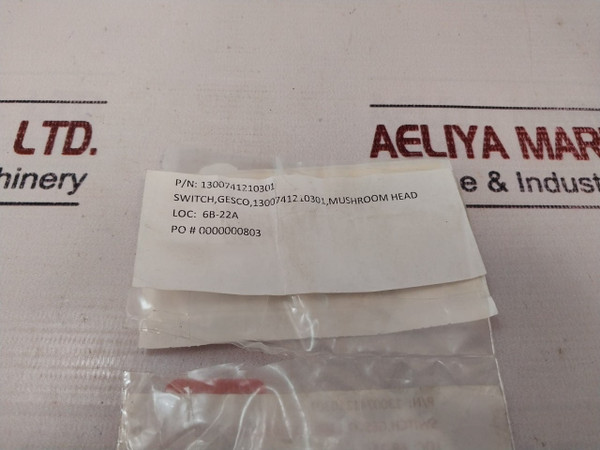 LTD.
hinery
AELIYA MAR
e & Indust
P/N: 1300741210301
SWITCH,GESCO,1300741210301,MUSHROOM HEAD
LOC: 6B-22A
PO # 0000000803